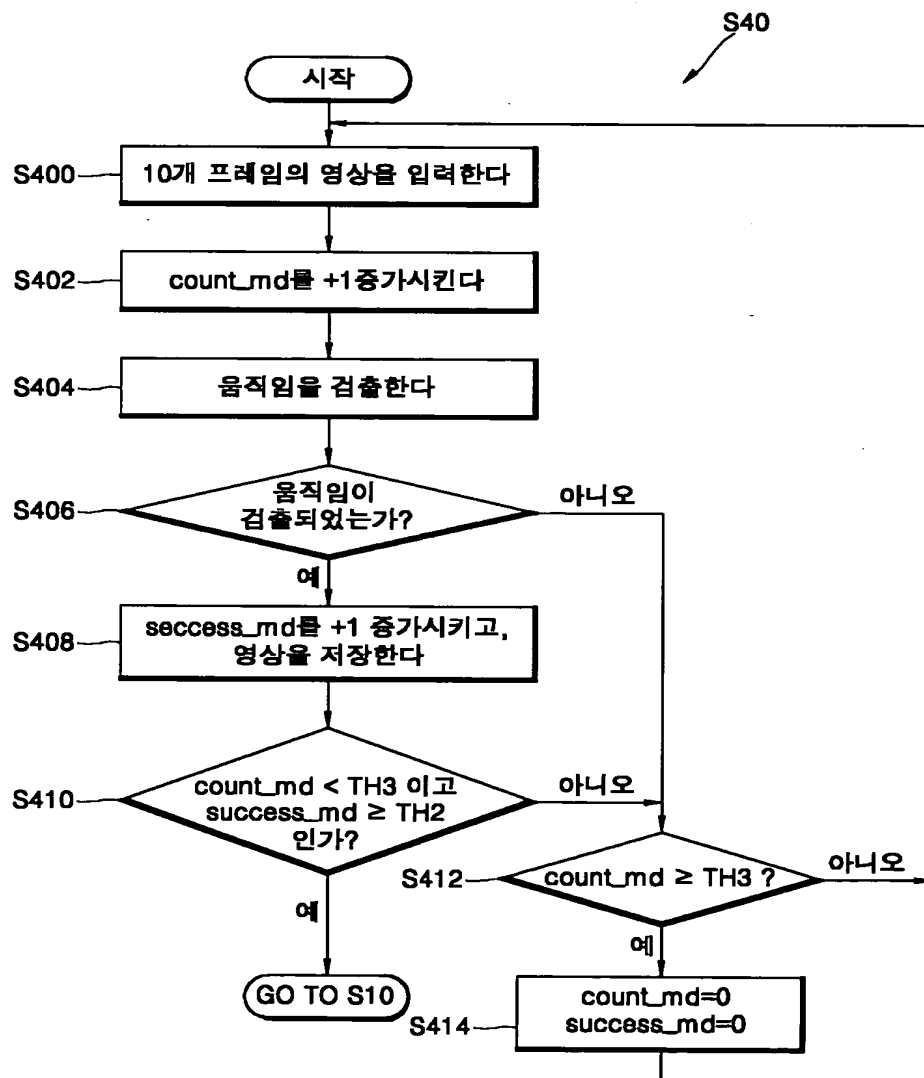 S40
시작
S400
10개 프레임의 영상을 입력한다
S402
count_md를 +1증가시킨다
S404
움직임을 검출한다
S406
움직임이
검출되었는가?
아니오
예
S408
seccess_md를 +1 증가시키고,
영상을 저장한다
S410
count_md < TH3 이고
success_md ≥ TH2
인가?
아니오
예
S412
count_md ≥ TH3 ?
아니오
예
GO TO S10
S414
count_md=0
success_md=0